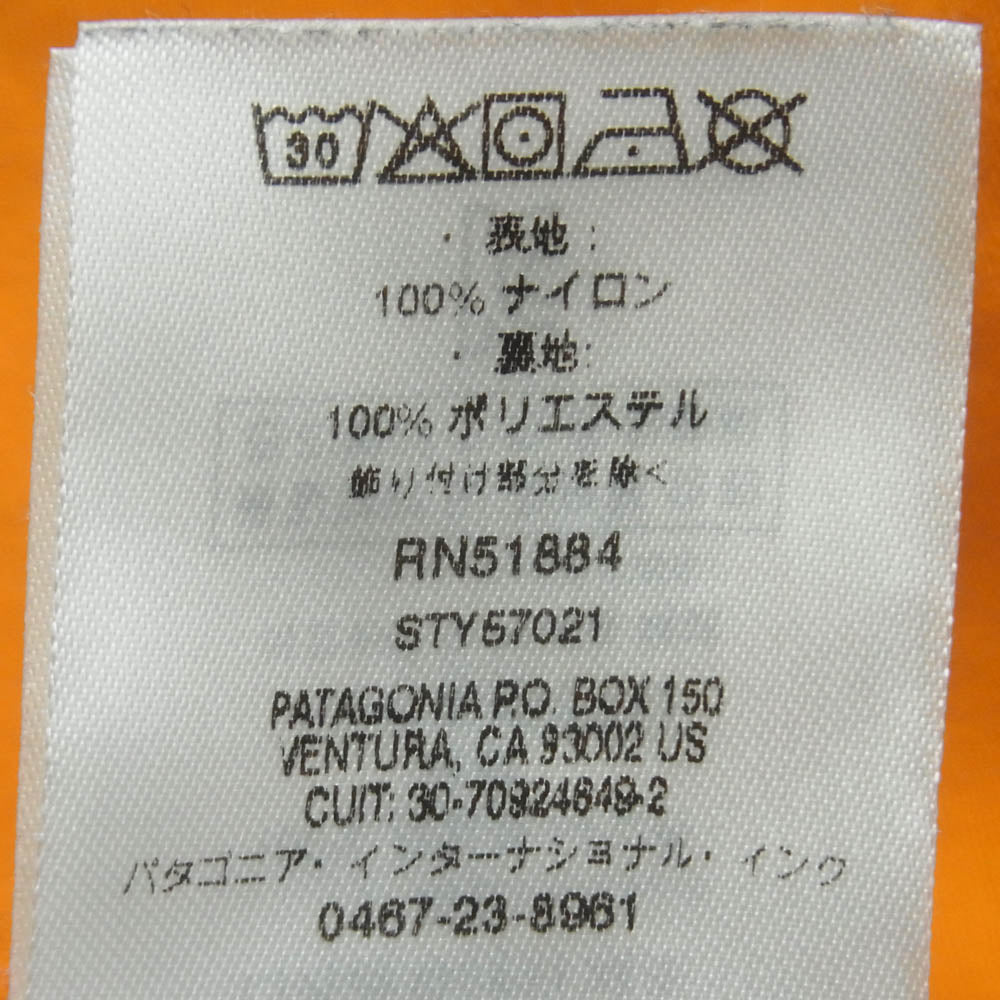 30
・ 表地 :
100% ナイロン
・ 裏地:
100% ポリエステル
飾り付け部分を除く
RN51884
STY57021
PATAGONIA P.O. BOX 150
VENTURA, CA 93002 US
CUIT: 30-70924649-2
パタゴニア・インターナショナル・インク
0467-23-8961